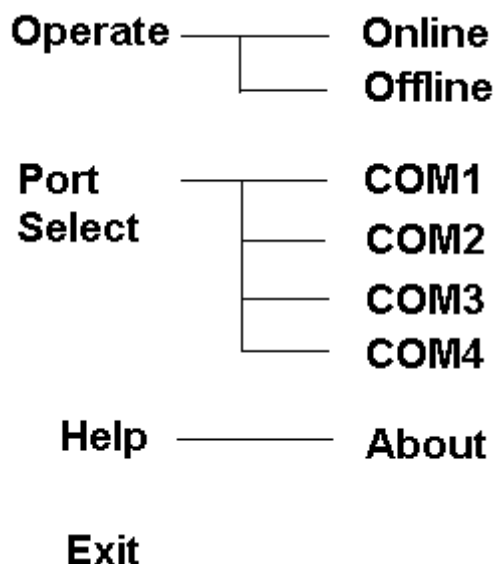 Operate Online
Offline
Port COM1
Select COM2
COM3
COM4
Help About
Exit